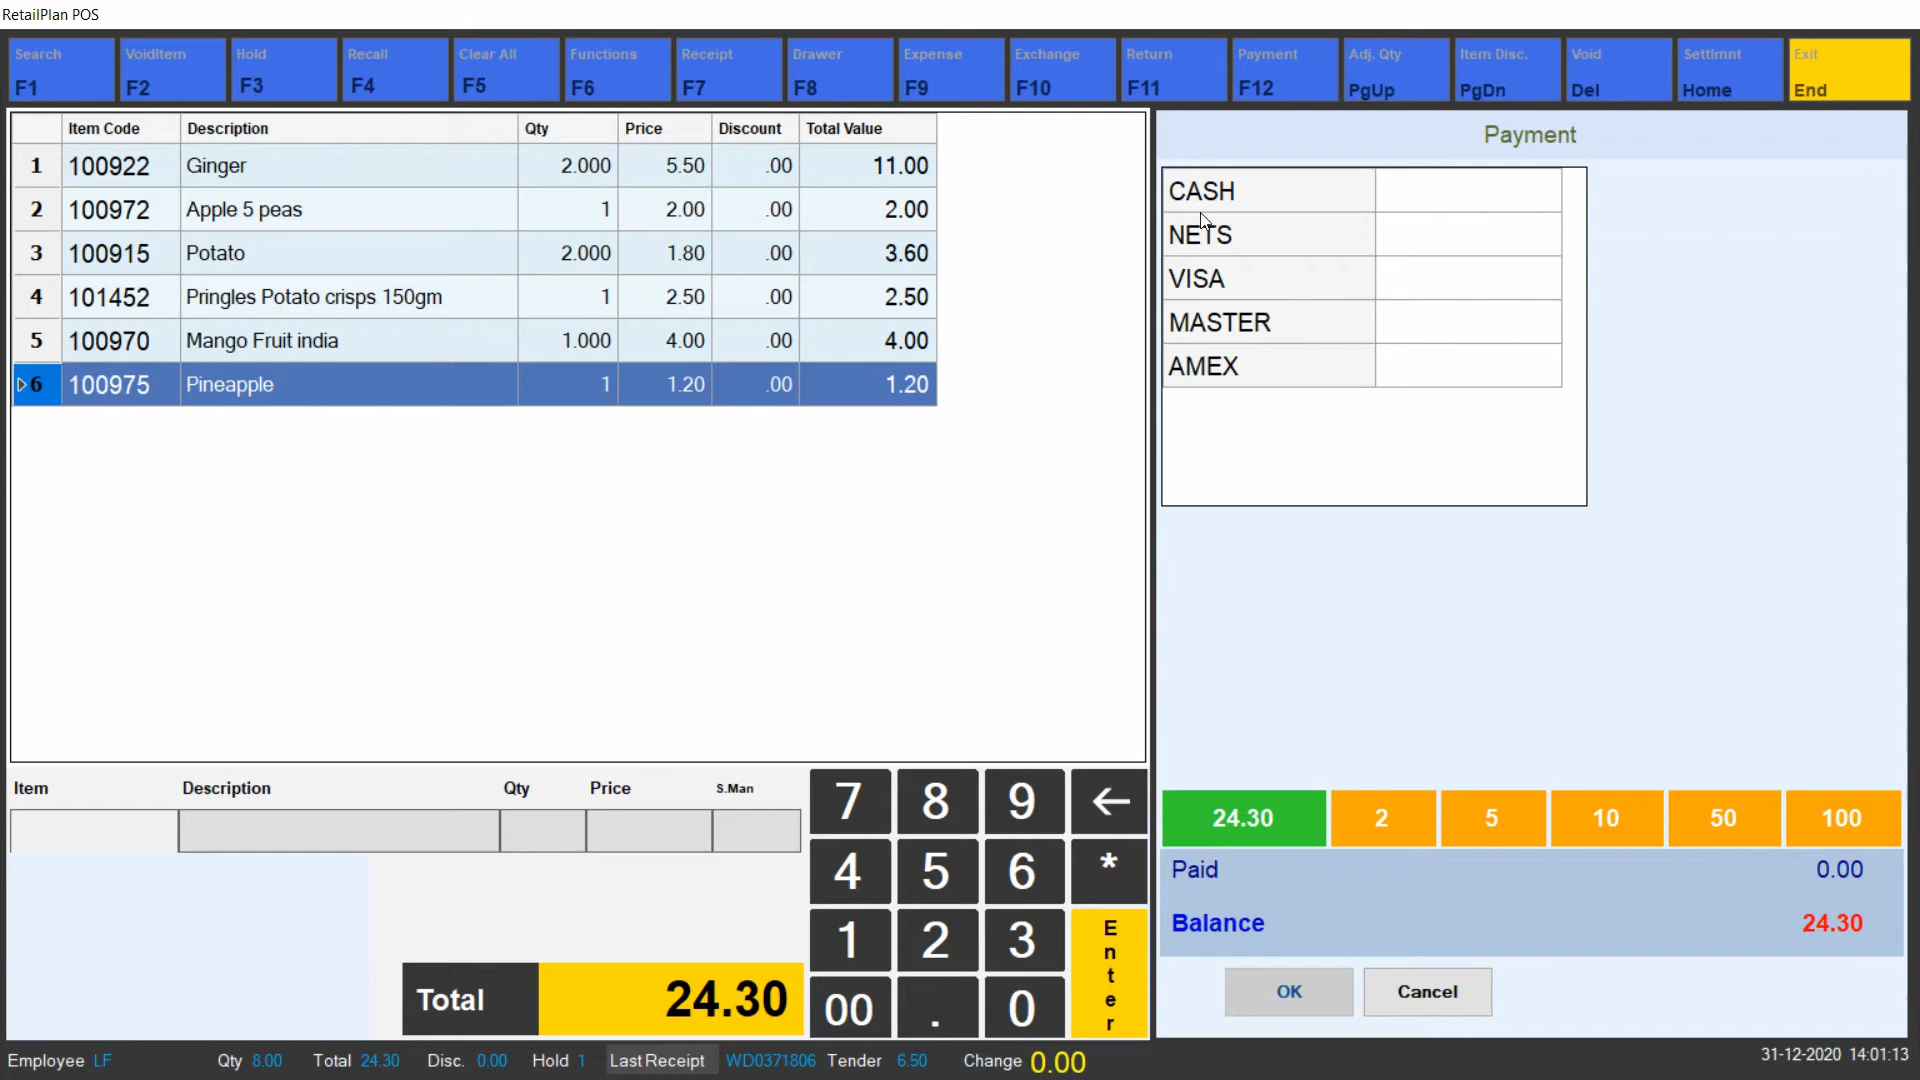 RetailPlan POS
Search VoidItem Hold Recall Clear All Functions Receipt Drawer Expense Exchange Return Payment Adj. Qty Item Disc. Void Settlmnt Exit
F1 F2 F3 F4 F5 F6 F7 F8 F9 F10 F11 F12 PgUp PgDn Del Home End
Item Code Description Qty Price Discount Total Value
1 100922 Ginger 2.000 5.50 .00 11.00
2 100972 Apple 5 peas 1 2.00 .00 2.00
3 100915 Potato 2.000 1.80 .00 3.60
4 101452 Pringles Potato crisps 150gm 1 2.50 .00 2.50
5 100970 Mango Fruit india 1.000 4.00 .00 4.00
6 100975 Pineapple 1 1.20 .00 1.20
Payment
CASH
NETS
VISA
MASTER
AMEX
Item Description Qty Price S.Man
7 8 9 ←
4 5 6 *
1 2 3 Enter
00 . 0
Total 24.30
24.30 2 5 10 50 100
Paid 0.00
Balance 24.30
OK Cancel
Employee LF Qty 8.00 Total 24.30 Disc. 0.00 Hold 1 Last Receipt WD0371806 Tender 6.50 Change 0.00 31-12-2020 14:01:13